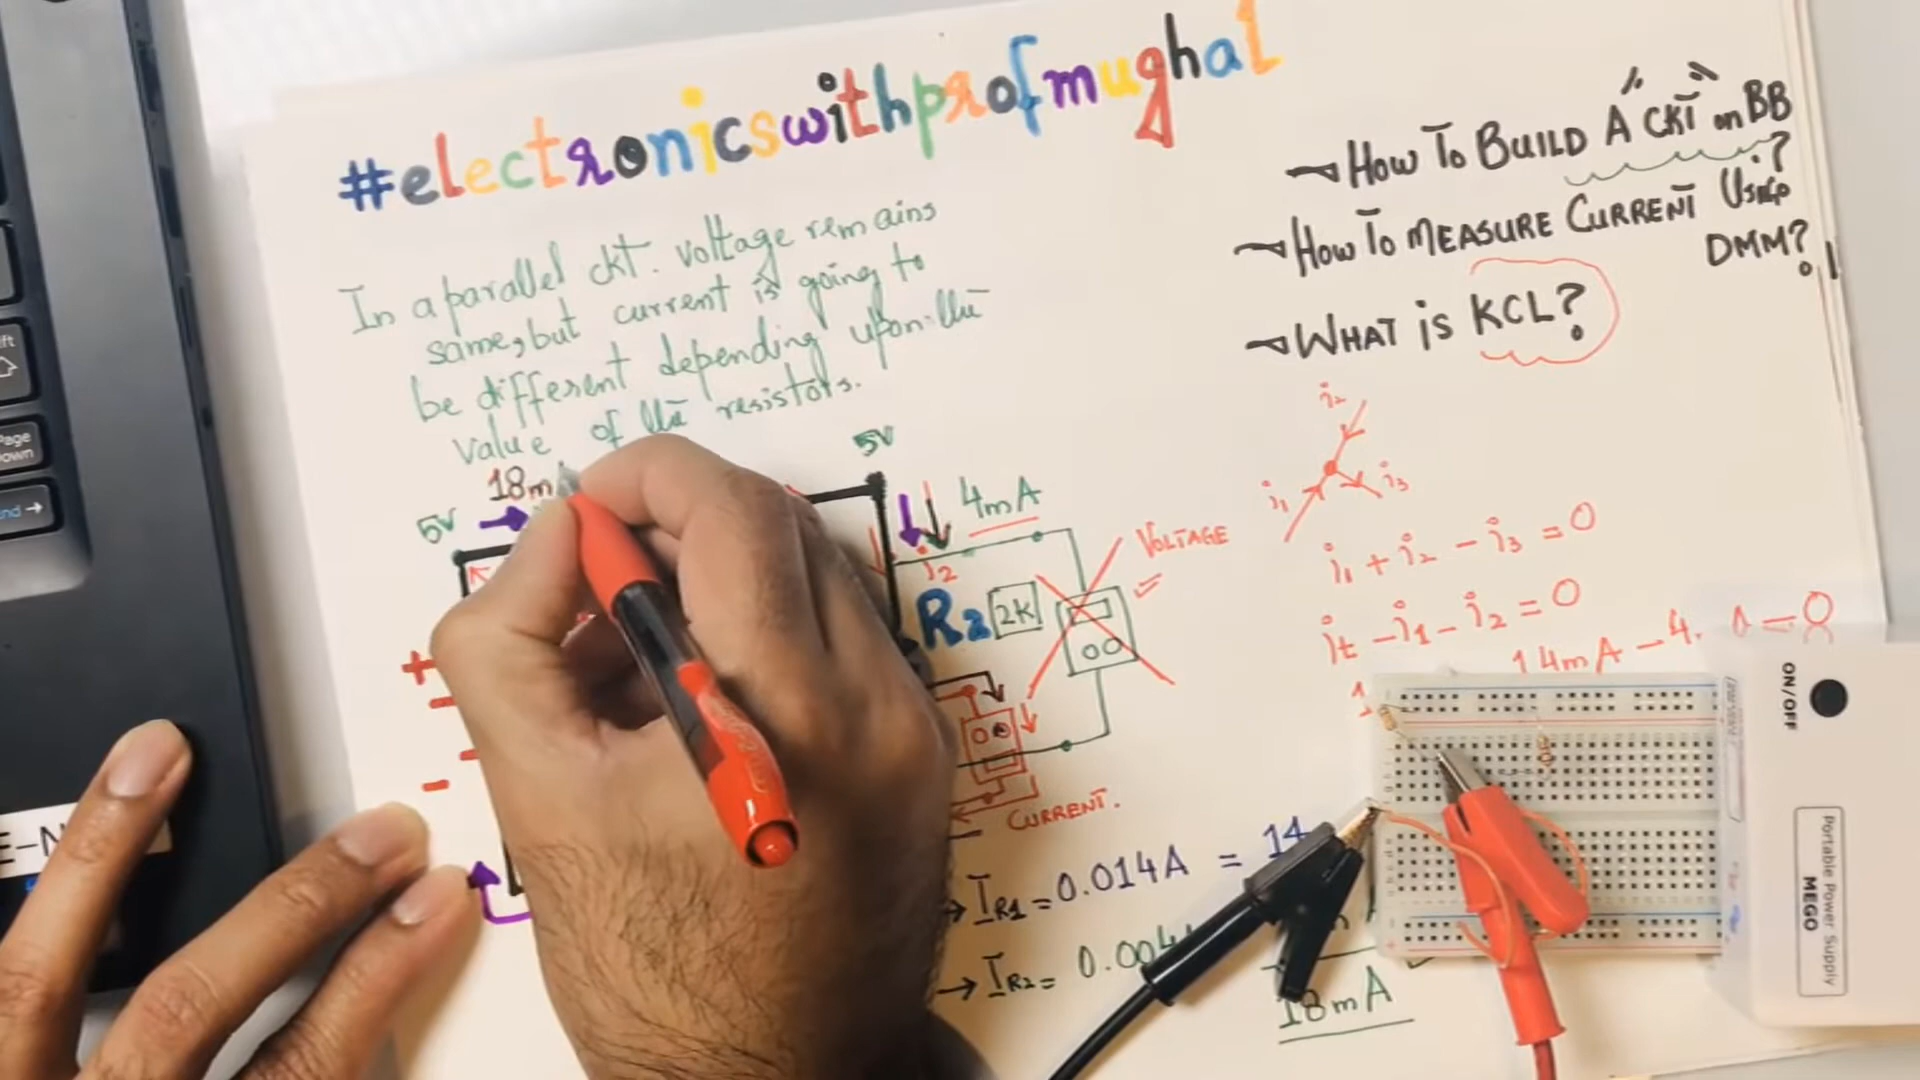 #electronicswithprofmughal
In a parallel ckt. voltage remains
same, but current is going to
be different depending upon the
value of the resistors.
HOW TO BUILD A "CKT" on BB?
HOW TO MEASURE CURRENT USING
DMM?
WHAT is KCL?
18m
5V
5V
4mA
i2
R2 2K
VOLTAGE
CURRENT.
+
-
i2
i1
i3
i1 + i2 - i3 = 0
it - i1 - i2 = 0
14mA - 4
= 0
→ IR1 = 0.014A = 14
→ IR2 = 0.004
18mA
ON/OFF
Portable Power Supply
MEGO
Page
Down
→
E-N